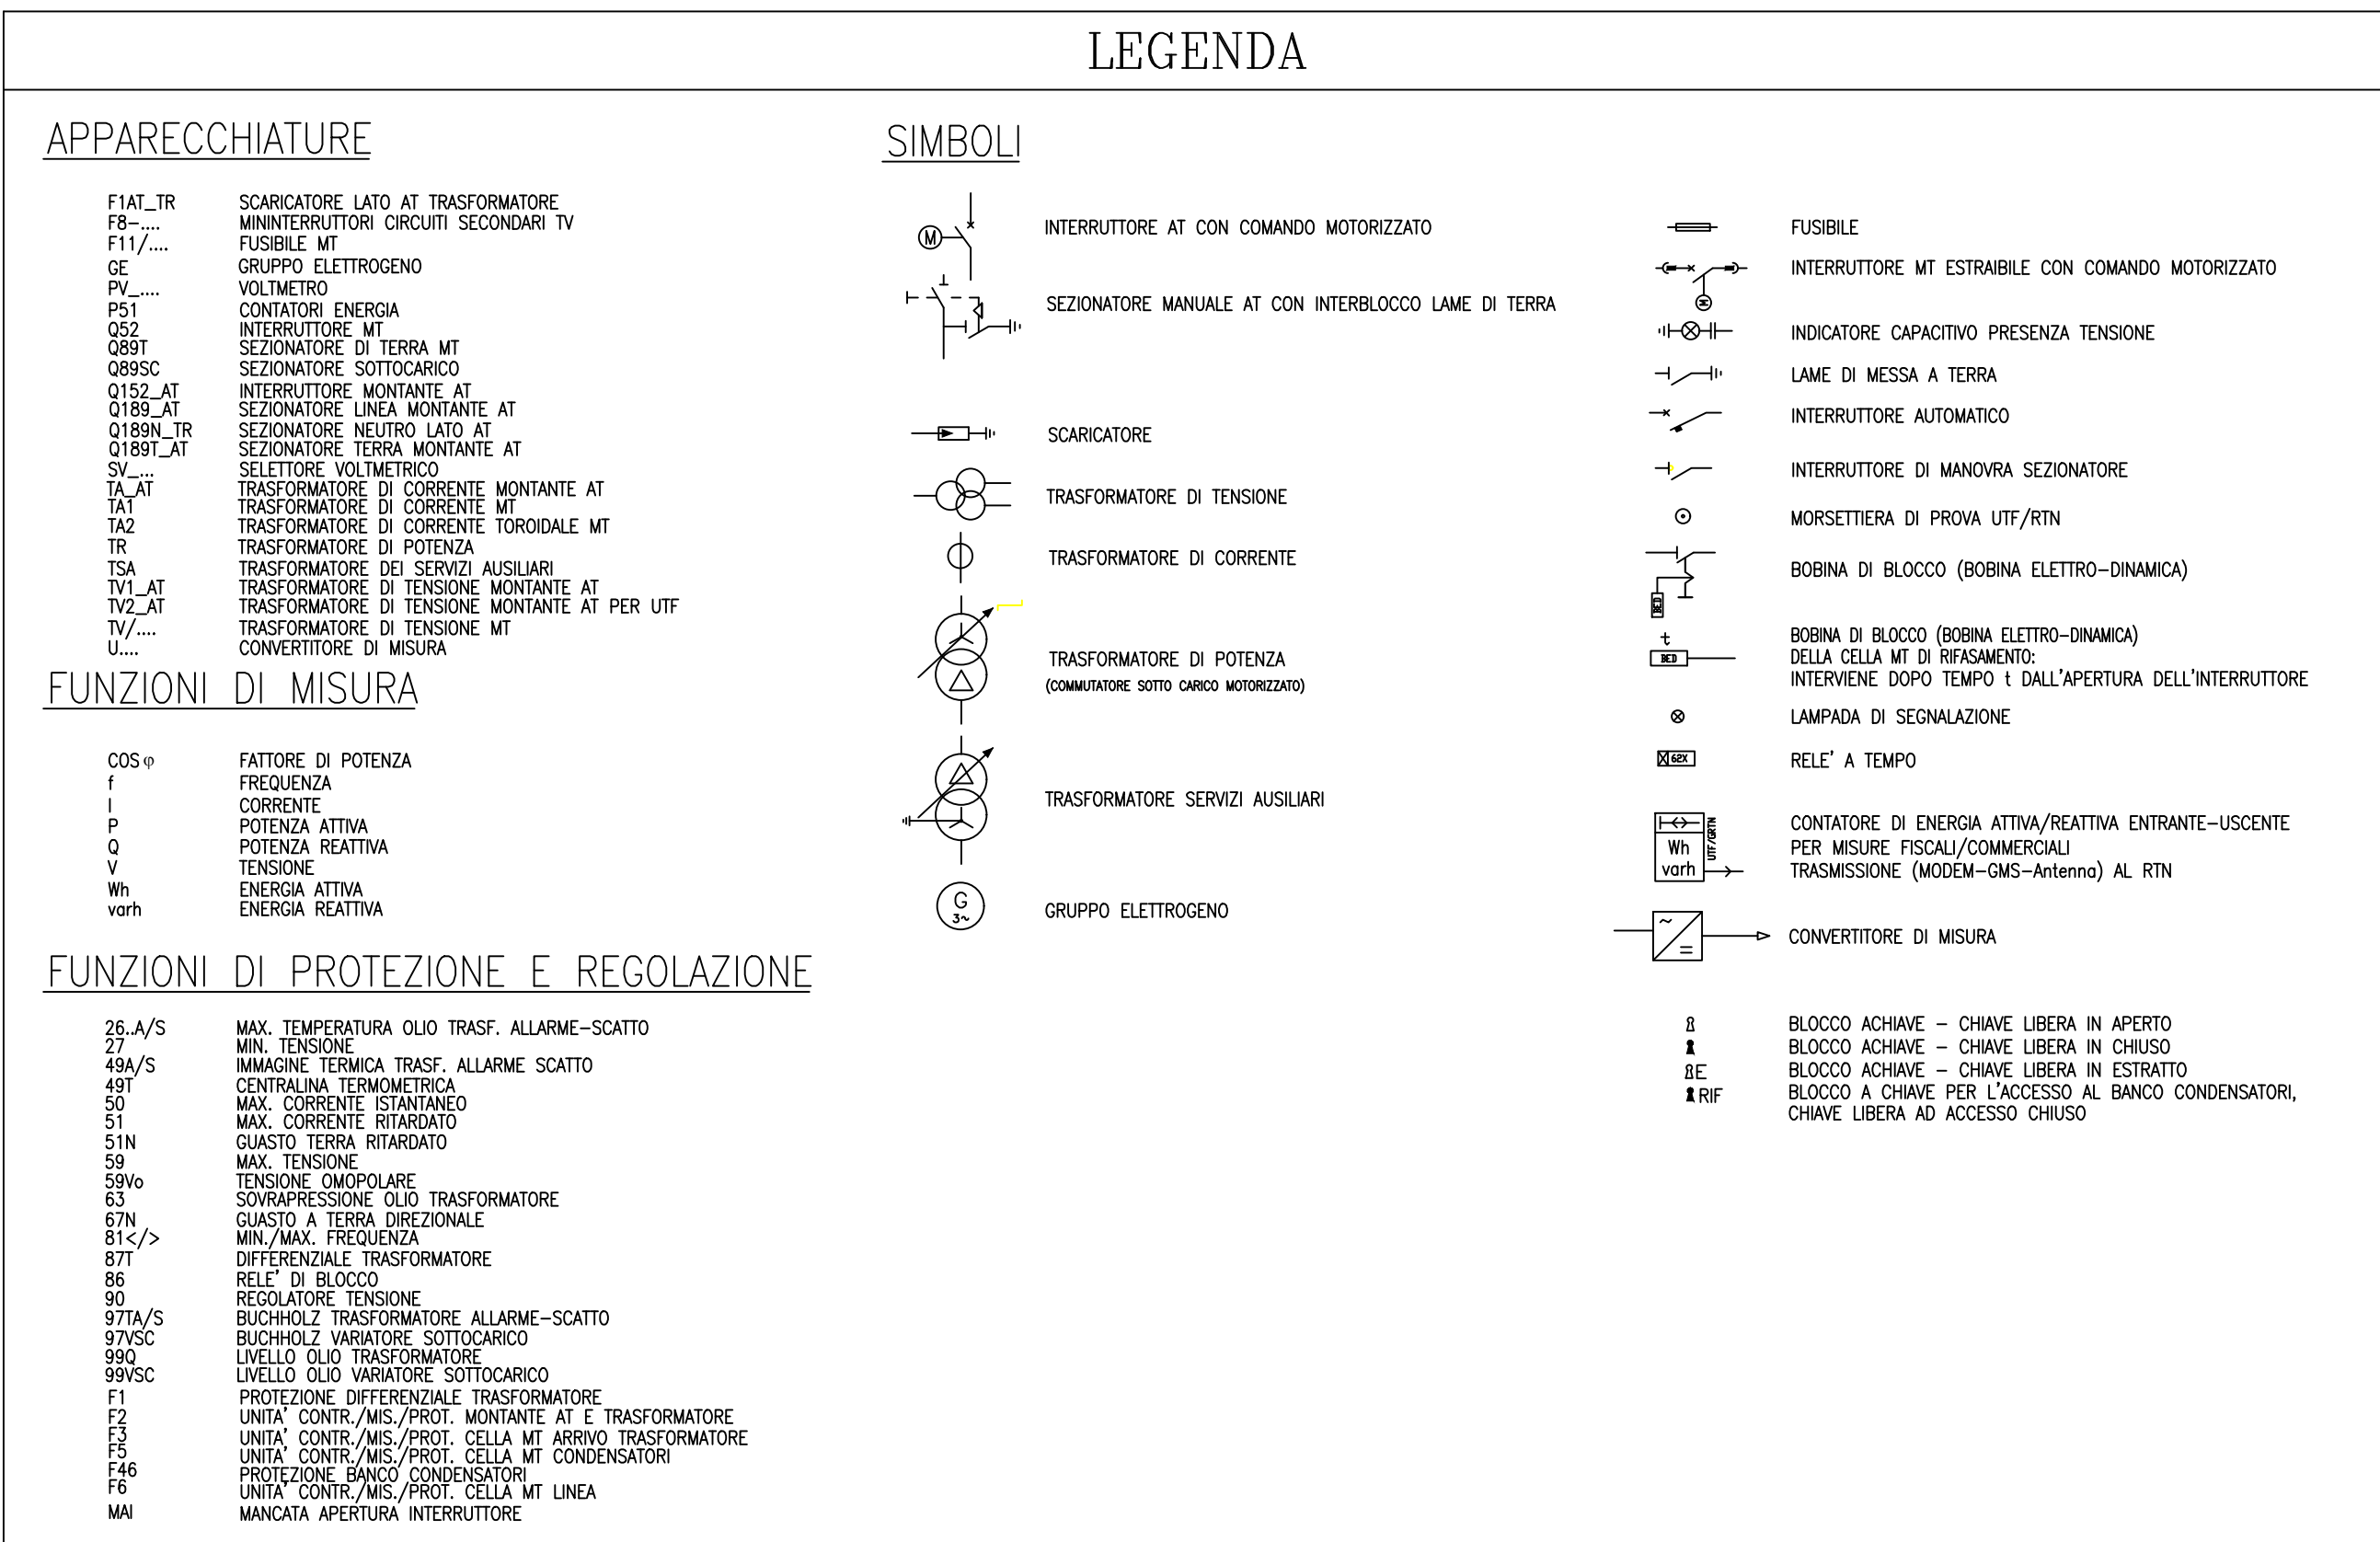 LEGENDA
APPARECCHIATURE
F1AT_TR SCARICATORE LATO AT TRASFORMATORE
F8-.... MININTERRUTTORI CIRCUITI SECONDARI TV
F11/.... FUSIBILE MT
GE GRUPPO ELETTROGENO
PV_.... VOLTMETRO
P51 CONTATORI ENERGIA
Q52 INTERRUTTORE MT
Q89T SEZIONATORE DI TERRA MT
Q89SC SEZIONATORE SOTTOCARICO
Q152_AT INTERRUTTORE MONTANTE AT
Q189_AT SEZIONATORE LINEA MONTANTE AT
Q189N_TR SEZIONATORE NEUTRO LATO AT
Q189T_AT SEZIONATORE TERRA MONTANTE AT
SV_... SELETTORE VOLTMETRICO
TA_AT TRASFORMATORE DI CORRENTE MONTANTE AT
TA1 TRASFORMATORE DI CORRENTE MT
TA2 TRASFORMATORE DI CORRENTE TOROIDALE MT
TR TRASFORMATORE DI POTENZA
TSA TRASFORMATORE DEI SERVIZI AUSILIARI
TV1_AT TRASFORMATORE DI TENSIONE MONTANTE AT
TV2_AT TRASFORMATORE DI TENSIONE MONTANTE AT PER UTF
TV/.... TRASFORMATORE DI TENSIONE MT
U.... CONVERTITORE DI MISURA
FUNZIONI DI MISURA
COS φ FATTORE DI POTENZA
f FREQUENZA
I CORRENTE
P POTENZA ATTIVA
Q POTENZA REATTIVA
V TENSIONE
Wh ENERGIA ATTIVA
varh ENERGIA REATTIVA
FUNZIONI DI PROTEZIONE E REGOLAZIONE
26..A/S MAX. TEMPERATURA OLIO TRASF. ALLARME-SCATTO
27 MIN. TENSIONE
49A/S IMMAGINE TERMICA TRASF. ALLARME SCATTO
49T CENTRALINA TERMOMETRICA
50 MAX. CORRENTE ISTANTANEO
51 MAX. CORRENTE RITARDATO
51N GUASTO TERRA RITARDATO
59 MAX. TENSIONE
59Vo TENSIONE OMOPOLARE
63 SOVRAPRESSIONE OLIO TRASFORMATORE
67N GUASTO A TERRA DIREZIONALE
81</> MIN./MAX. FREQUENZA
87T DIFFERENZIALE TRASFORMATORE
86 RELE' DI BLOCCO
90 REGOLATORE TENSIONE
97TA/S BUCHHOLZ TRASFORMATORE ALLARME-SCATTO
97VSC BUCHHOLZ VARIATORE SOTTOCARICO
99Q LIVELLO OLIO TRASFORMATORE
99VSC LIVELLO OLIO VARIATORE SOTTOCARICO
F1 PROTEZIONE DIFFERENZIALE TRASFORMATORE
F2 UNITA' CONTR./MIS./PROT. MONTANTE AT E TRASFORMATORE
F3 UNITA' CONTR./MIS./PROT. CELLA MT ARRIVO TRASFORMATORE
F5 UNITA' CONTR./MIS./PROT. CELLA MT CONDENSATORI
F46 PROTEZIONE BANCO CONDENSATORI
F6 UNITA' CONTR./MIS./PROT. CELLA MT LINEA
MAI MANCATA APERTURA INTERRUTTORE
SIMBOLI
M INTERRUTTORE AT CON COMANDO MOTORIZZATO
SEZIONATORE MANUALE AT CON INTERBLOCCO LAME DI TERRA
SCARICATORE
TRASFORMATORE DI TENSIONE
TRASFORMATORE DI CORRENTE
TRASFORMATORE DI POTENZA
(COMMUTATORE SOTTO CARICO MOTORIZZATO)
TRASFORMATORE SERVIZI AUSILIARI
G
3~
GRUPPO ELETTROGENO
FUSIBILE
M
INTERRUTTORE MT ESTRAIBILE CON COMANDO MOTORIZZATO
INDICATORE CAPACITIVO PRESENZA TENSIONE
LAME DI MESSA A TERRA
INTERRUTTORE AUTOMATICO
INTERRUTTORE DI MANOVRA SEZIONATORE
MORSETTIERA DI PROVA UTF/RTN
BED
BOBINA DI BLOCCO (BOBINA ELETTRO-DINAMICA)
t BOBINA DI BLOCCO (BOBINA ELETTRO-DINAMICA)
BED DELLA CELLA MT DI RIFASAMENTO:
INTERVIENE DOPO TEMPO t DALL'APERTURA DELL'INTERRUTTORE
LAMPADA DI SEGNALAZIONE
62X RELE' A TEMPO
UTF/GRTN
CONTATORE DI ENERGIA ATTIVA/REATTIVA ENTRANTE-USCENTE
Wh PER MISURE FISCALI/COMMERCIALI
varh TRASMISSIONE (MODEM-GMS-Antenna) AL RTN
~
=
CONVERTITORE DI MISURA
BLOCCO ACHIAVE - CHIAVE LIBERA IN APERTO
BLOCCO ACHIAVE - CHIAVE LIBERA IN CHIUSO
E BLOCCO ACHIAVE - CHIAVE LIBERA IN ESTRATTO
RIF BLOCCO A CHIAVE PER L'ACCESSO AL BANCO CONDENSATORI,
CHIAVE LIBERA AD ACCESSO CHIUSO